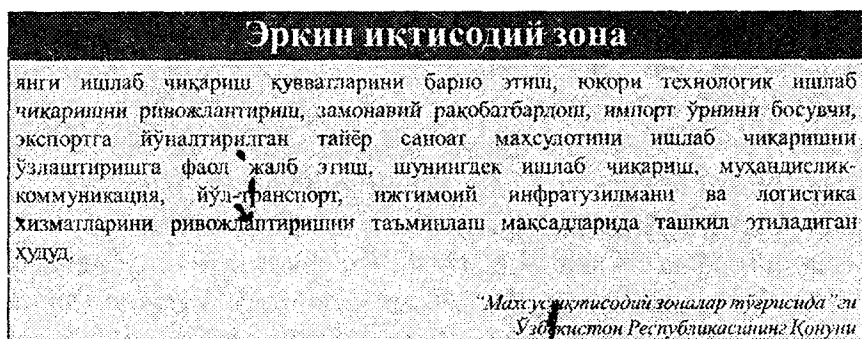 Эркин иқтисодий зона
янги ишлаб чиқариш қувватларини барпо этиш, юқори технологик ишлаб
чиқаришни ривожлантириш, замонавий рақобатбардош, импорт ўрнини босувчи,
экспортга йўналтирилган тайёр саноат маҳсулотини ишлаб чиқаришни
ўзлаштиришга фаол жалб этиш, шунингдек ишлаб чиқариш, муҳандислик-
коммуникация, йўл-транспорт, ижтимоий инфратузилмани ва логистика
хизматларини ривожлантиришни таъминлаш мақсадларида ташкил этиладиган
ҳудуд.
"Махсус иқтисодий зоналар тўғрисида"ги
Ўзбекистон Республикасининг Қонуни